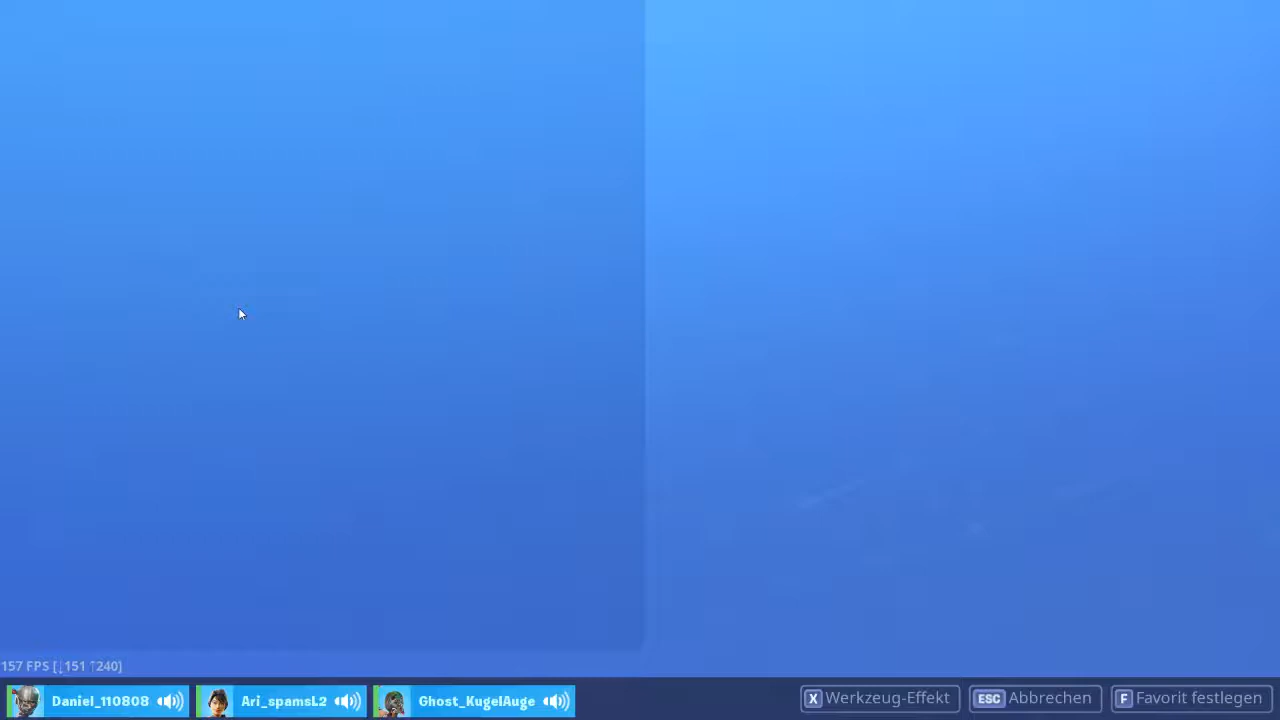 157 FPS [↓151 ↑240]
Daniel_110808 Ari_spamsL2 Ghost_KugelAuge X Werkzeug-Effekt ESC Abbrechen F Favorit festlegen